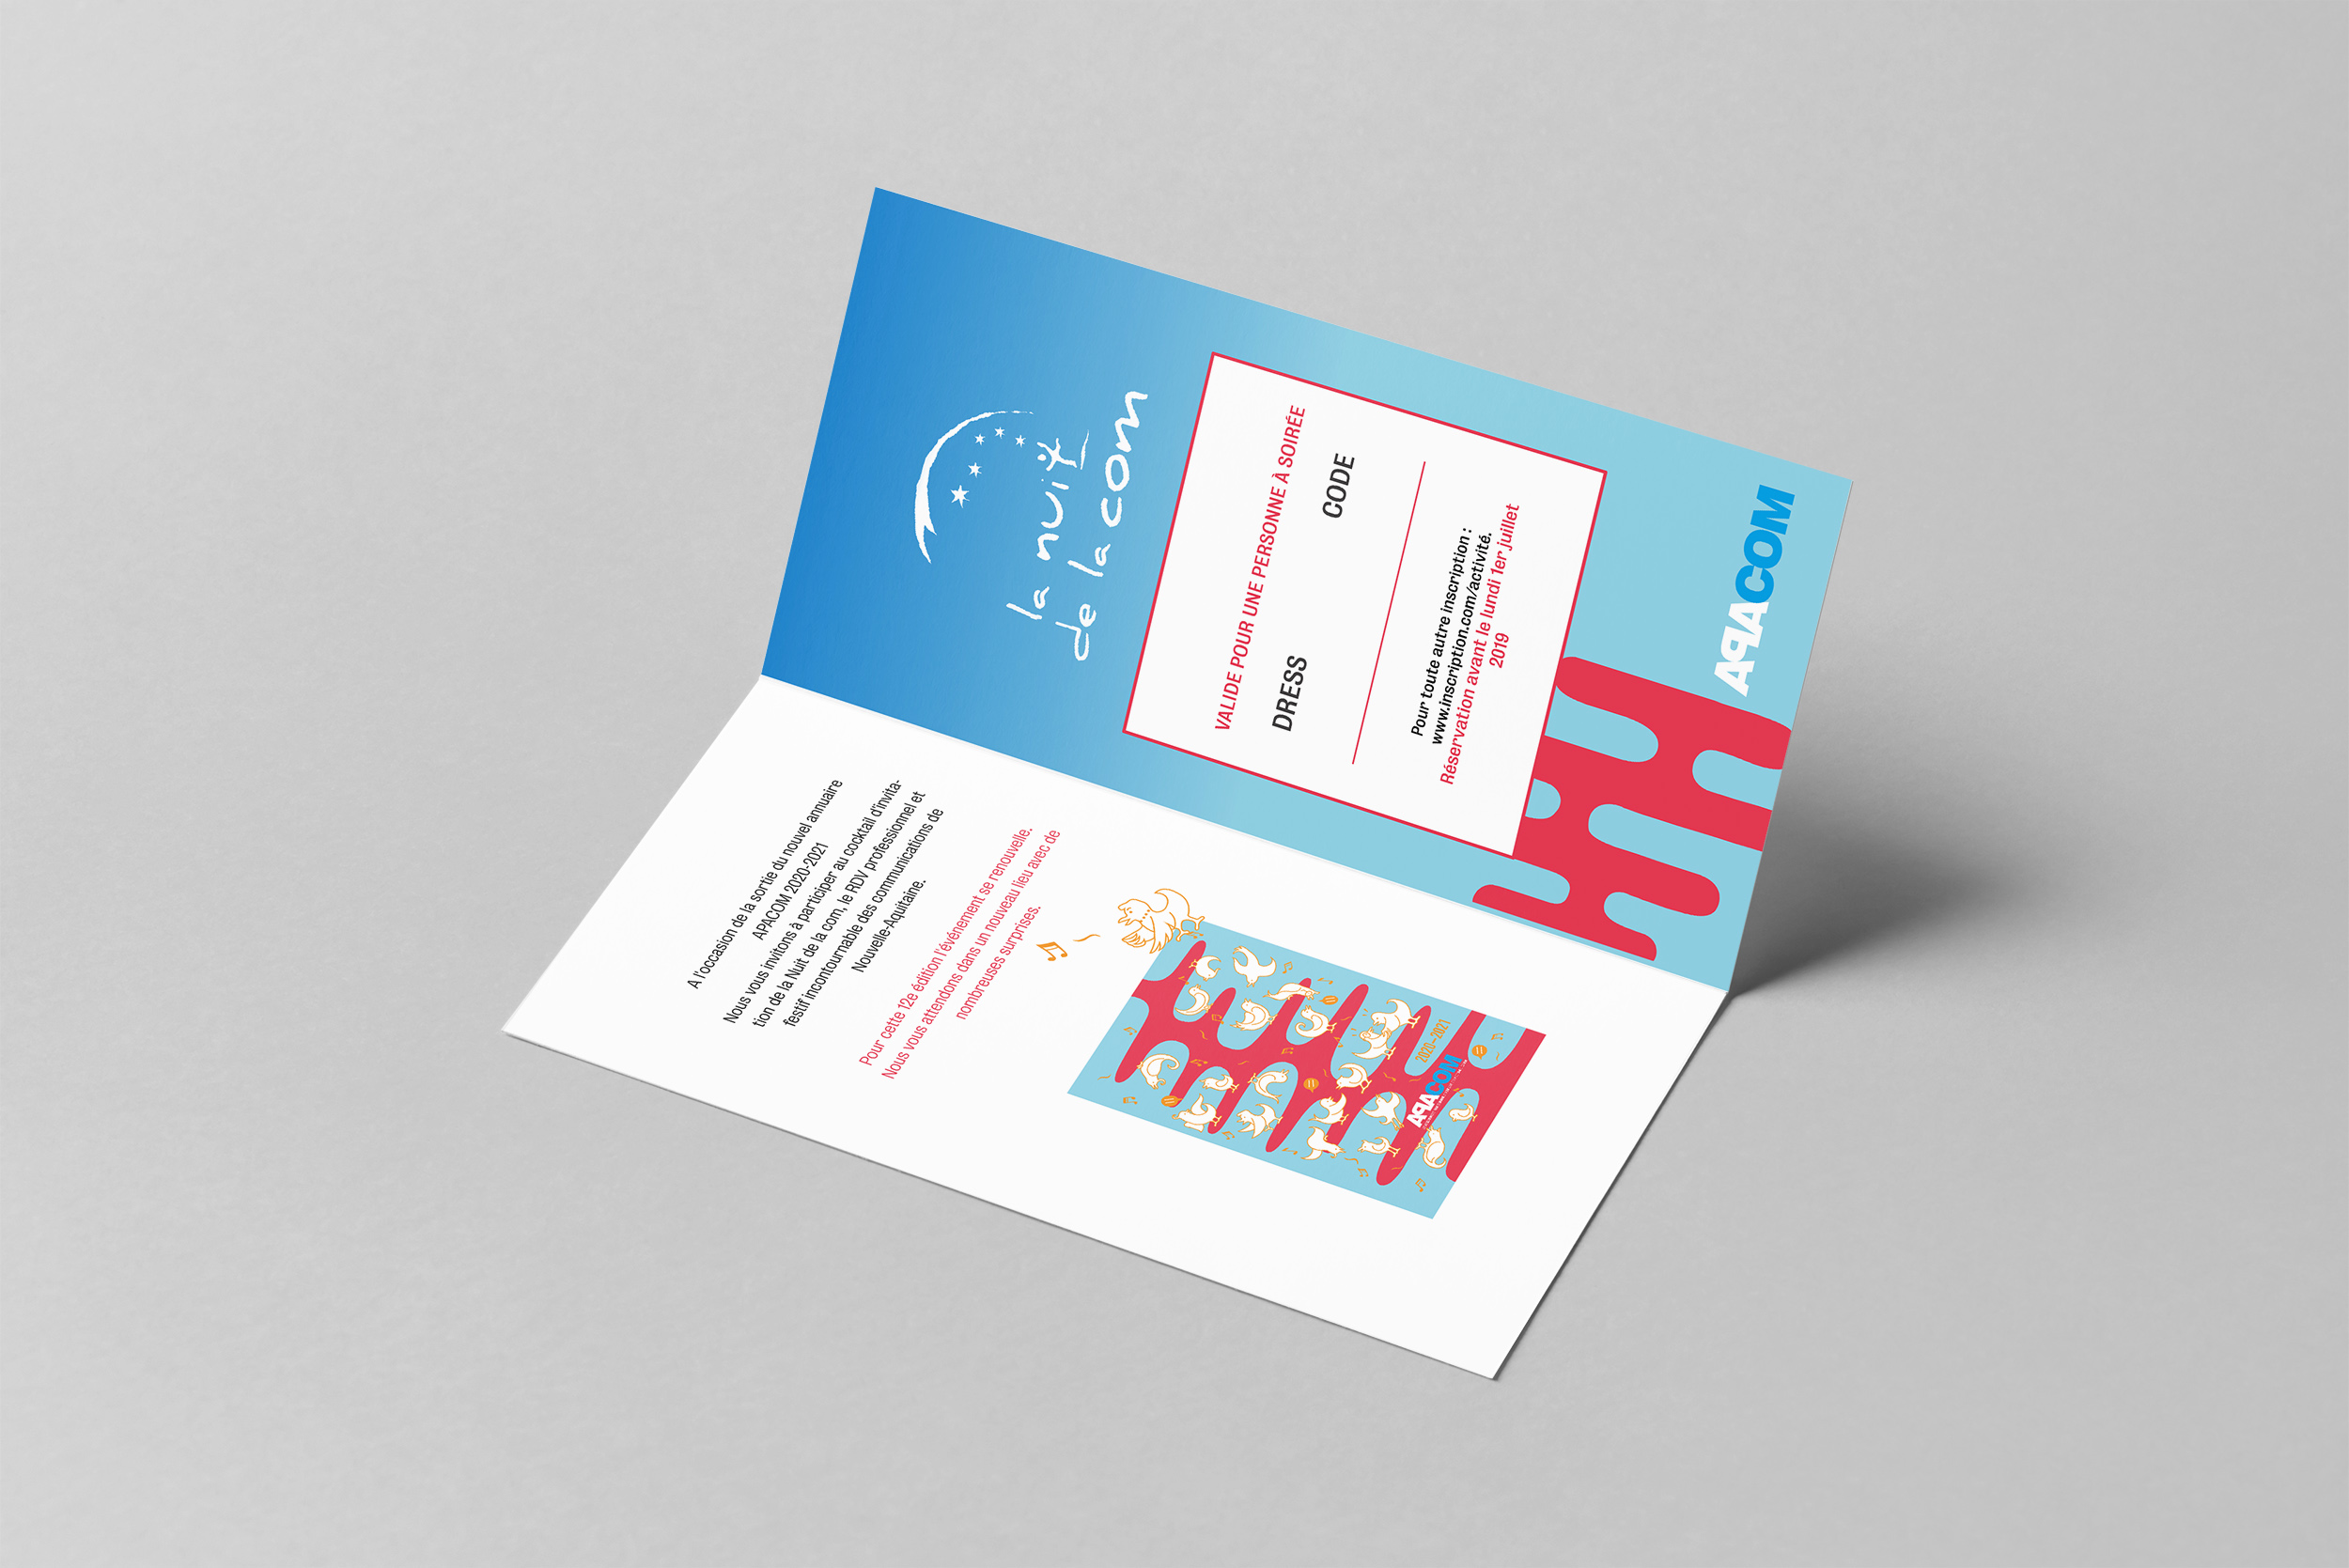 la nuit
de la com
VALIDE POUR UNE PERSONNE À SOIRÉE
DRESS CODE
Pour toute autre inscription :
www.inscription.com/activité.
Réservation avant le lundi 1er juillet
2019
APACOM
A l'occasion de la sortie du nouvel annuaire
APACOM 2020-2021
Nous vous invitons à participer au cocktail d'invita-
tion de la Nuit de la com, le RDV professionnel et
festif incontournable des communications de
Nouvelle-Aquitaine.
Pour cette 12e édition l'événement se renouvelle.
Nous vous attendons dans un nouveau lieu avec de
nombreuses surprises.
2020–2021
APACOM